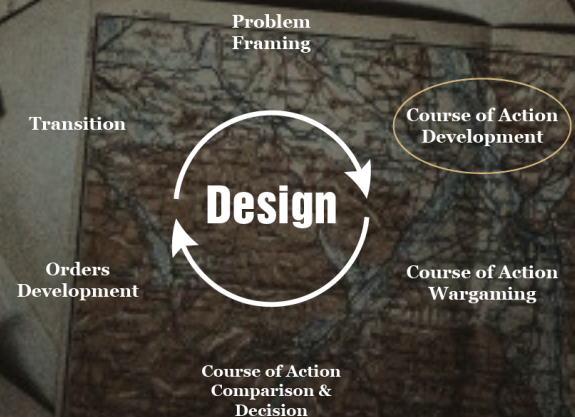 Problem
Framing
Course of Action
Development
Transition
Design
Orders
Development
Course of Action
Wargaming
Course of Action
Comparison &
Decision